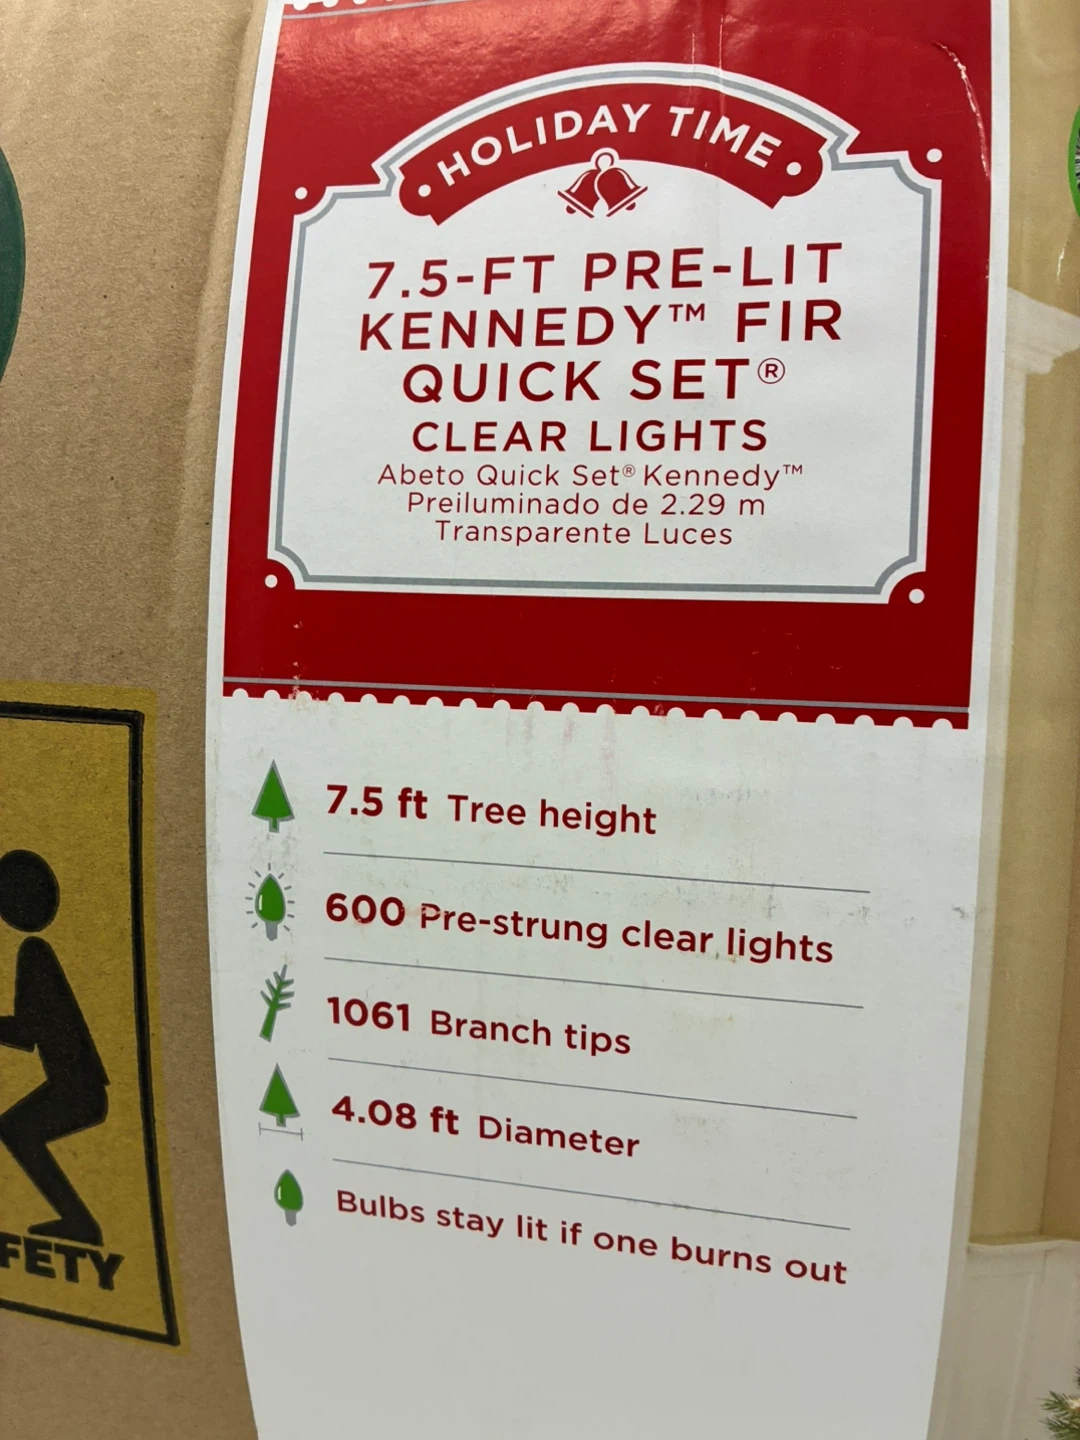 HOLIDAY TIME
7.5-FT PRE-LIT
KENNEDY™ FIR
QUICK SET®
CLEAR LIGHTS
Abeto Quick Set® Kennedy™
Preiluminado de 2.29 m
Transparente Luces
7.5 ft Tree height
600 Pre-strung clear lights
1061 Branch tips
4.08 ft Diameter
Bulbs stay lit if one burns out
FETY